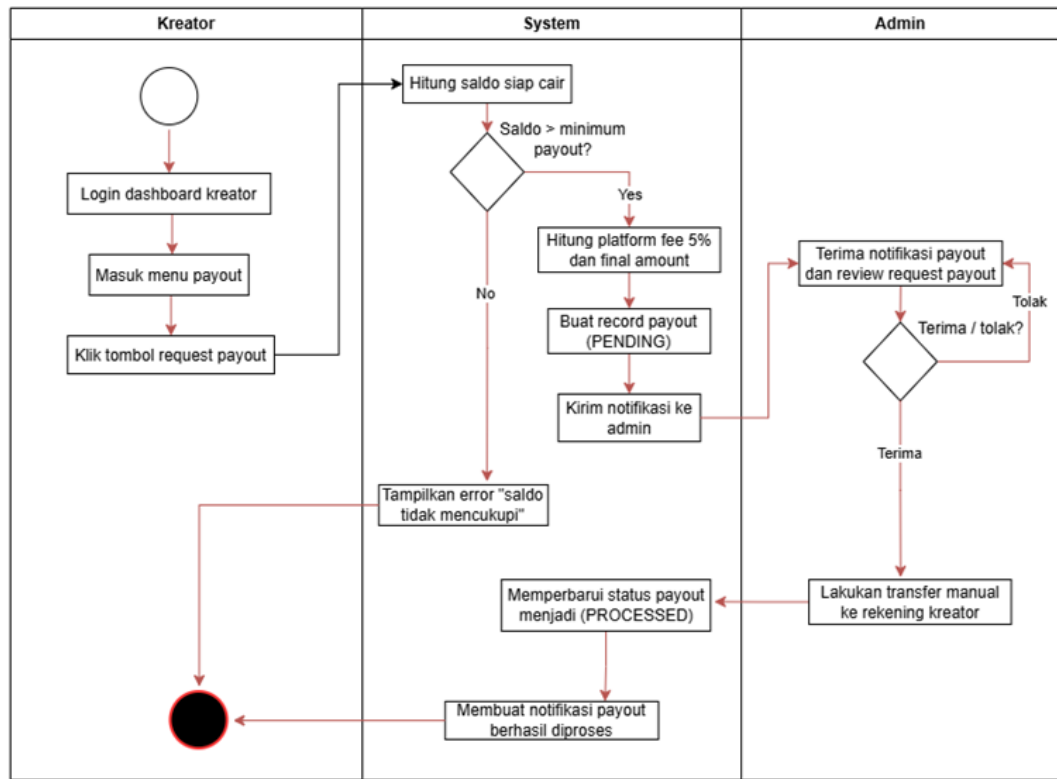 Kreator
System
Admin
Hitung saldo siap cair
Saldo > minimum
payout?
Login dashboard kreator
Yes
Masuk menu payout
Hitung platform fee 5%
dan final amount
Terima notifikasi payout
dan review request payout
No
Tolak
Klik tombol request payout
Buat record payout
(PENDING)
Terima / tolak?
Kirim notifikasi ke
admin
Terima
Tampilkan error "saldo
tidak mencukupi"
Memperbarui status payout
menjadi (PROCESSED)
Lakukan transfer manual
ke rekening kreator
Membuat notifikasi payout
berhasil diproses